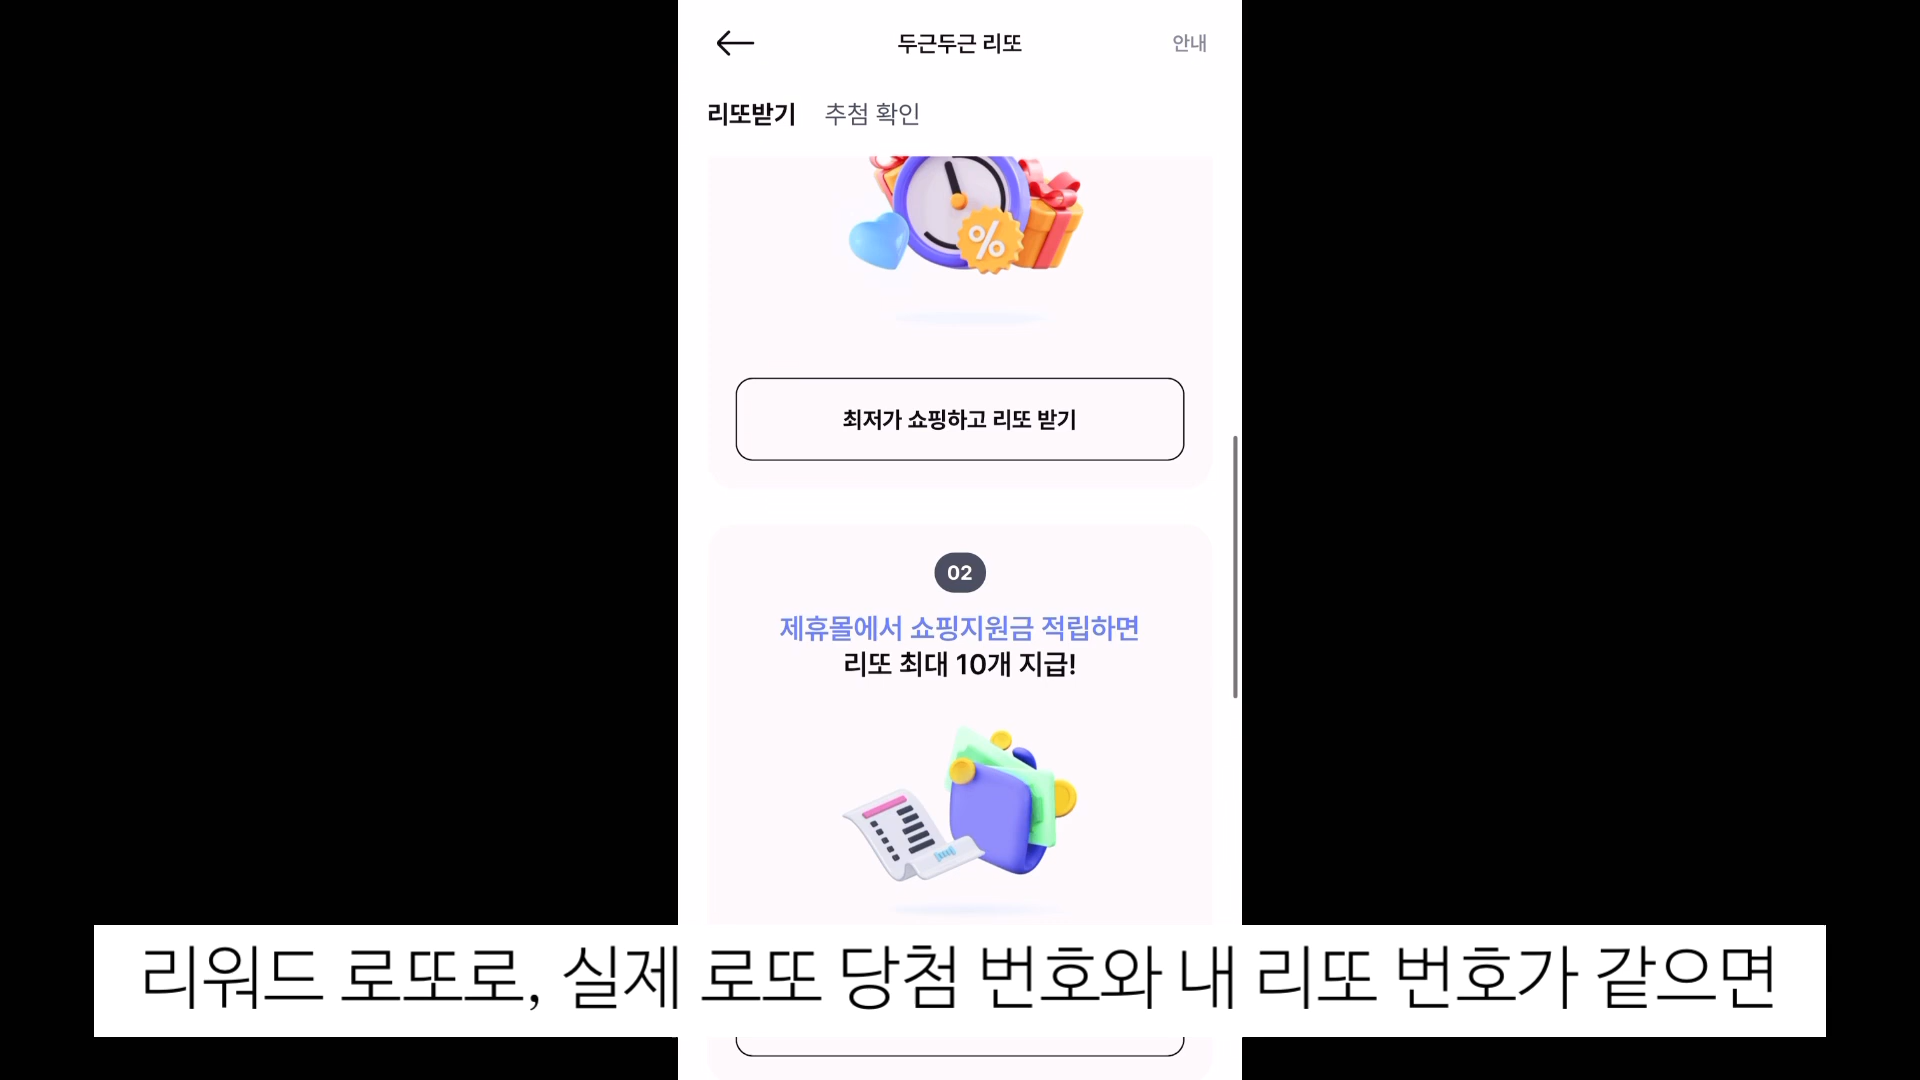 두근두근 리또
안내
리또받기 추첨 확인
%
최저가 쇼핑하고 리또 받기
02
제휴몰에서 쇼핑지원금 적립하면
리또 최대 10개 지급!
리워드 로또로, 실제 로또 당첨 번호와 내 리또 번호가 같으면